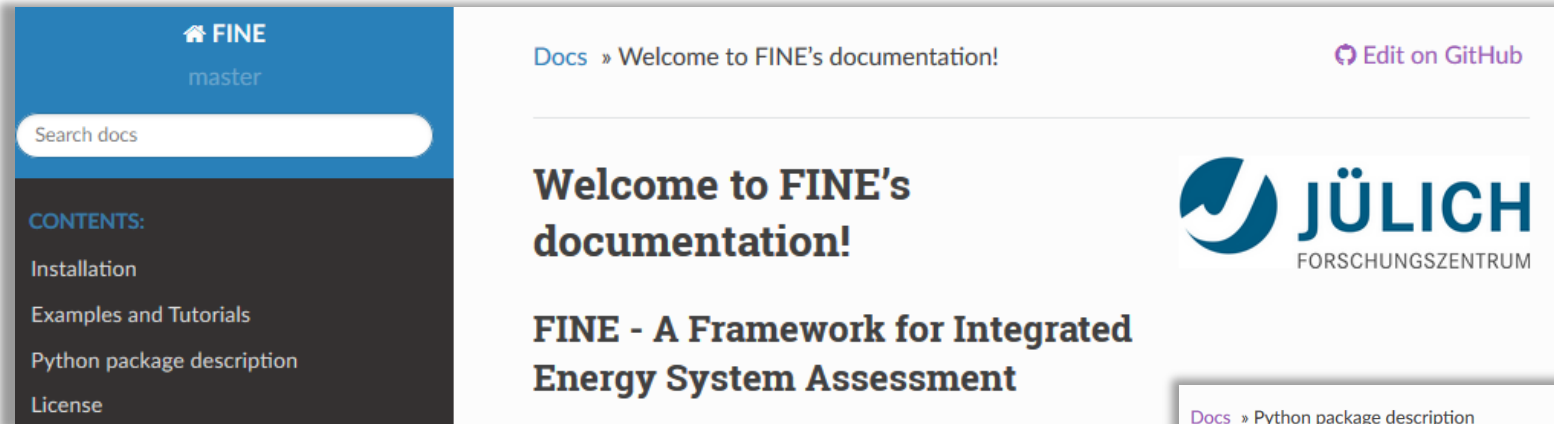 FINE
master
Search docs
CONTENTS:
Installation
Examples and Tutorials
Python package description
License
Docs » Welcome to FINE's documentation!
Edit on GitHub
Welcome to FINE's
documentation!
JÜLICH
FORSCHUNGSZENTRUM
FINE - A Framework for Integrated
Energy System Assessment
Docs » Python package description